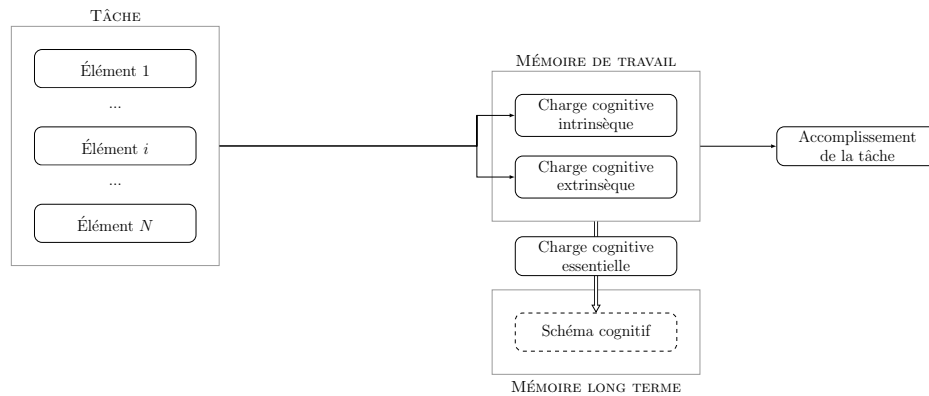 TÂCHE
Élément 1
...
Élément i
...
Élément N
MÉMOIRE DE TRAVAIL
Charge cognitive
intrinsèque
Charge cognitive
extrinsèque
Charge cognitive
essentielle
Schéma cognitif
MÉMOIRE LONG TERME
Accomplissement
de la tâche